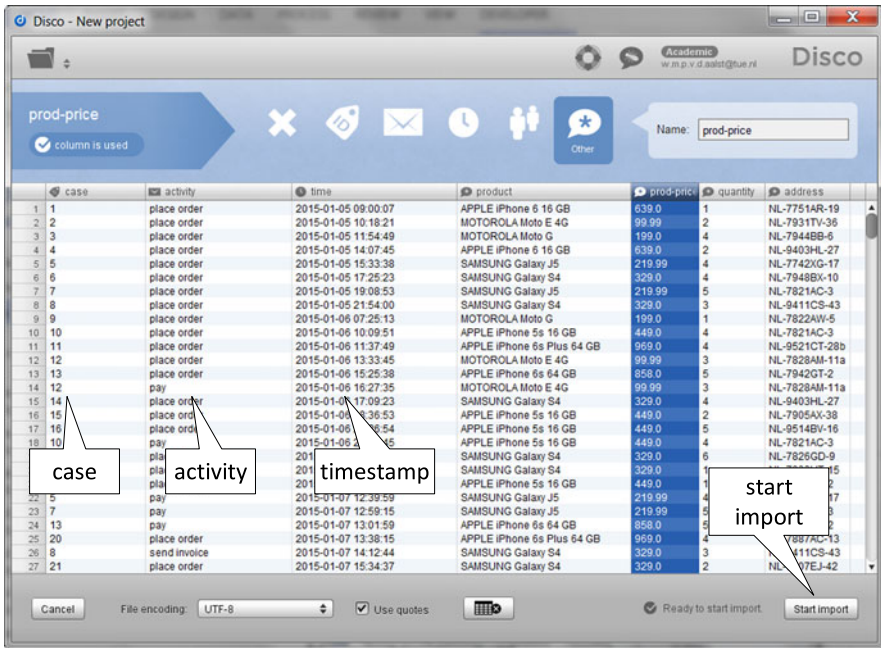 Disco - New project
Academic
w.m.p.v.d.aalst@tue.nl
Disco
prod-price
column is used
ID
Other
Name: prod-price
case activity time product prod-price quantity address
1 1 place order 2015-01-05 09:00:07 APPLE iPhone 6 16 GB 639.0 1 NL-7751AR-19
2 2 place order 2015-01-05 10:18:21 MOTOROLA Moto E 4G 99.99 2 NL-7931TV-36
3 3 place order 2015-01-05 11:54:49 MOTOROLA Moto G 199.0 4 NL-7944BB-6
4 4 place order 2015-01-05 14:07:45 APPLE iPhone 6 16 GB 639.0 2 NL-9403HL-27
5 5 place order 2015-01-05 15:33:38 SAMSUNG Galaxy J5 219.99 4 NL-7742XG-17
6 6 place order 2015-01-05 17:25:23 SAMSUNG Galaxy S4 329.0 4 NL-7948BX-10
7 7 place order 2015-01-05 19:08:53 SAMSUNG Galaxy J5 219.99 5 NL-7821AC-3
8 8 place order 2015-01-05 21:54:00 SAMSUNG Galaxy S4 329.0 3 NL-9411CS-43
9 9 place order 2015-01-06 07:25:13 MOTOROLA Moto G 199.0 1 NL-7822AW-5
10 10 place order 2015-01-06 10:09:51 APPLE iPhone 5s 16 GB 449.0 4 NL-7821AC-3
11 11 place order 2015-01-06 11:37:49 APPLE iPhone 6s Plus 64 GB 969.0 4 NL-9521CT-28b
12 12 place order 2015-01-06 13:33:45 MOTOROLA Moto E 4G 99.99 3 NL-7828AM-11a
13 13 place order 2015-01-06 15:25:38 APPLE iPhone 6s 64 GB 858.0 5 NL-7942GT-2
14 12 pay 2015-01-06 16:27:35 MOTOROLA Moto E 4G 99.99 3 NL-7828AM-11a
15 14 place order 17:09:23 SAMSUNG Galaxy S4 329.0 4 NL-9403HL-27
16 15 place APPLE iPhone 5s 16 GB 449.0 2 NL-7905AX-38
17 16 place APPLE iPhone 5s 16 GB 449.0 5 NL-9514BV-16
18 10 pay APPLE iPhone 5s 16 GB 449.0 4 NL-7821AC-3
SAMSUNG Galaxy S4 329.0 6 NL-7826GD-9
SAMSUNG Galaxy S4 329.0
APPLE iPhone 5s 16 GB 449.0
22 5 pay 2015-01-07 12:39:59 SAMSUNG Galaxy J5 219.99
23 7 pay 2015-01-07 12:59:15 SAMSUNG Galaxy J5 219.99
24 13 pay 2015-01-07 13:01:59 APPLE iPhone 6s 64 GB 858.0
25 20 place order 2015-01-07 13:38:15 APPLE iPhone 6s Plus 64 GB 969.0 4
26 8 send invoice 2015-01-07 14:12:44 SAMSUNG Galaxy S4 329.0 3
27 21 place order 2015-01-07 15:34:37 SAMSUNG Galaxy S4 329.0 2
case
activity
timestamp
start
import
Cancel File encoding: UTF-8 Use quotes Ready to start import. Start import